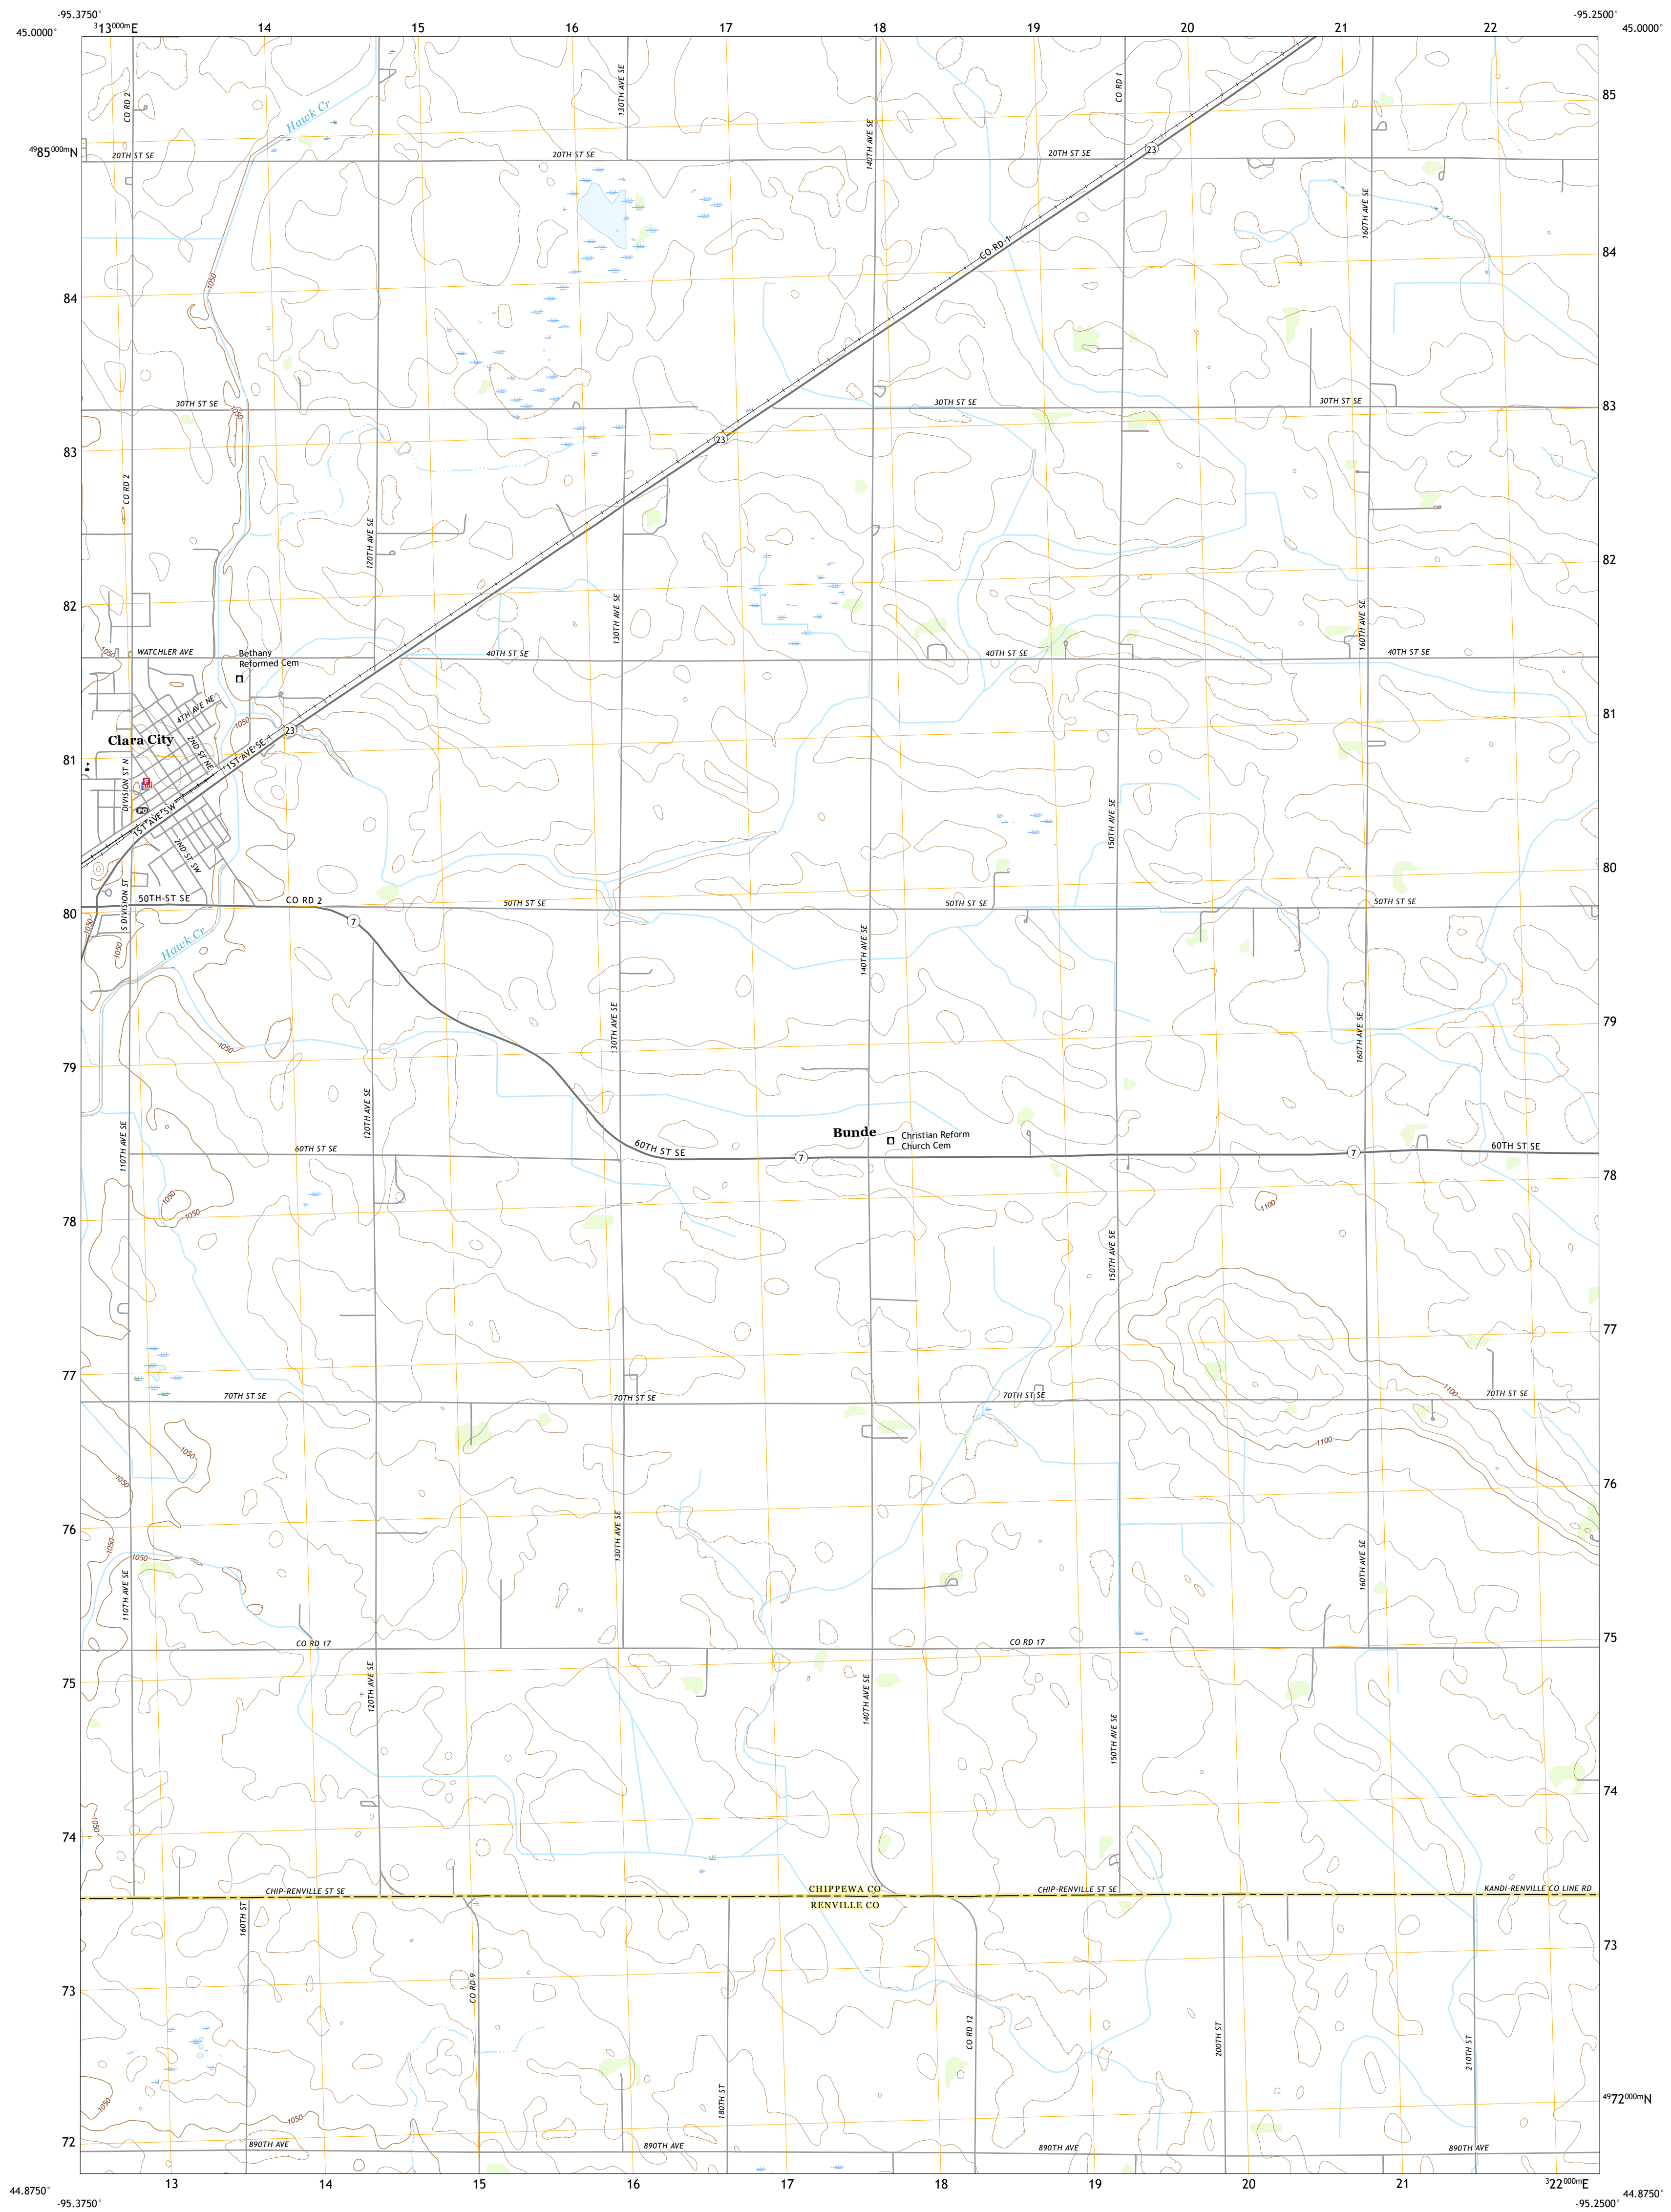 -95.3750°
-95.2500°
45.0000°
³13⁰⁰⁰ᵐE
14
15
16
17
18
19
20
21
22
45.0000°
CO RD 2
Hawk Cr
130TH AVE SE
CO RD 1
85
140TH AVE SE
23
⁴⁹85⁰⁰⁰ᵐN
20TH ST SE
20TH ST SE
20TH ST SE
160TH AVE SE
CO RD 1
84
1050
84
30TH ST SE
30TH ST SE
30TH ST SE
83
1050
23
83
CO RD 2
120TH AVE SE
82
82
130TH AVE SE
160TH AVE SE
1050
WATCHLER AVE
Bethany
Reformed Cem
40TH ST SE
40TH ST SE
40TH ST SE
4TH AVE NE
1050
23
81
Clara City
2ND ST NE
1ST AVE SE
81
DIVISION ST N
1ST AVE SW
150TH AVE SE
2ND ST SW
80
S DIVISION ST
50TH ST SE
CO RD 2
50TH ST SE
50TH ST SE
50TH ST SE
80
7
1050
1050
Hawk Cr
140TH AVE SE
130TH AVE SE
160TH AVE SE
79
1050
79
120TH AVE SE
110TH AVE SE
Bunde
Christian Reform
Church Cem
60TH ST SE
60TH ST SE
7
7
60TH ST SE
78
1050
1050
1100
78
150TH AVE SE
77
77
70TH ST SE
70TH ST SE
70TH ST SE
1100
70TH ST SE
1050
1100
1050
76
76
1050
1050
130TH AVE SE
160TH AVE SE
110TH AVE SE
CO RD 17
CO RD 17
75
75
120TH AVE SE
140TH AVE SE
150TH AVE SE
74
1050
74
CHIP-RENVILLE ST SE
CHIPPEWA CO
RENVILLE CO
CHIP-RENVILLE ST SE
KANDI-RENVILLE CO LINE RD
160TH ST
73
CO RD 9
73
CO RD 12
200TH ST
210TH ST
1050
180TH ST
⁴⁹72⁰⁰⁰ᵐN
1050
72
890TH AVE
890TH AVE
890TH AVE
890TH AVE
13
14
15
16
17
18
19
20
21
³22⁰⁰⁰ᵐE
44.8750°
44.8750°
-95.3750°
-95.2500°